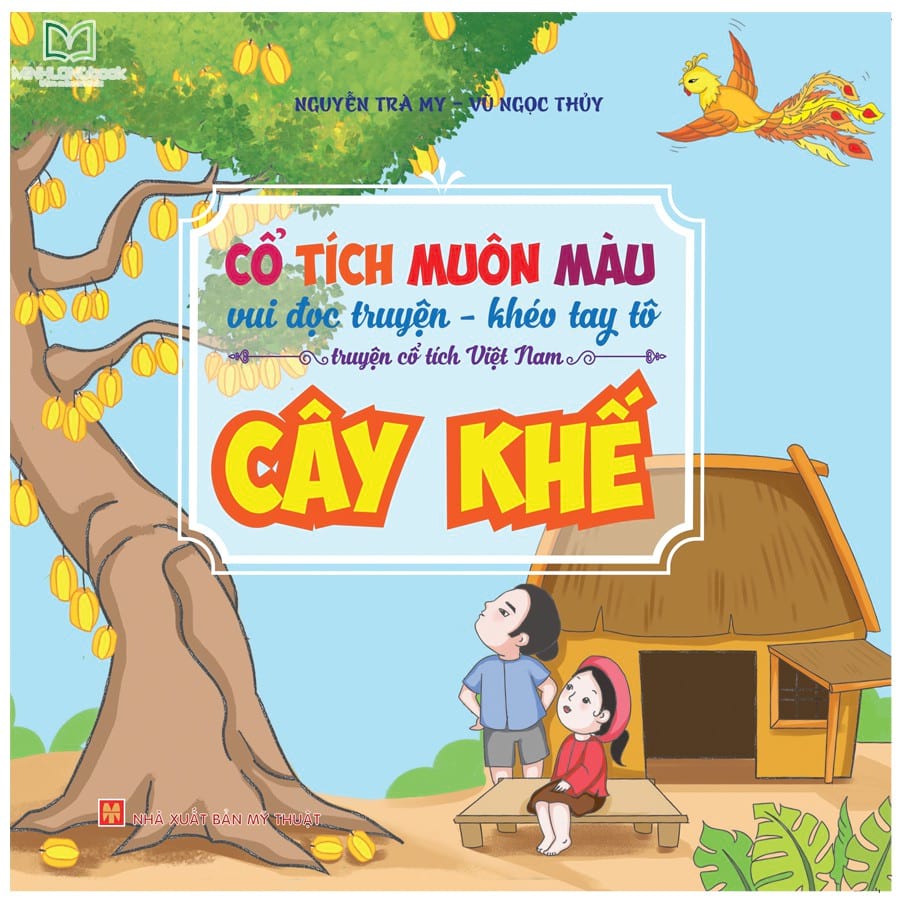 MINHLONGbook
NGUYỄN TRÀ MY - VŨ NGỌC THỦY
CỔ TÍCH MUÔN MÀU
vui đọc truyện - khéo tay tô
truyện cổ tích Việt Nam
CÂY KHẾ
NHÀ XUẤT BẢN MỸ THUẬT